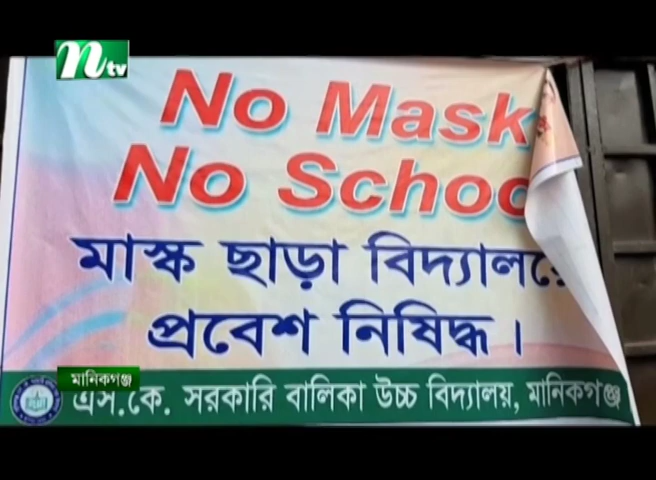 ntv
No Mask
No Schoo
মাস্ক ছাড়া বিদ্যালয়ে
প্রবেশ নিষিদ্ধ।
মানিকগঞ্জ
এস.কে. সরকারি বালিকা উচ্চ বিদ্যালয়, মানিকগঞ্জ